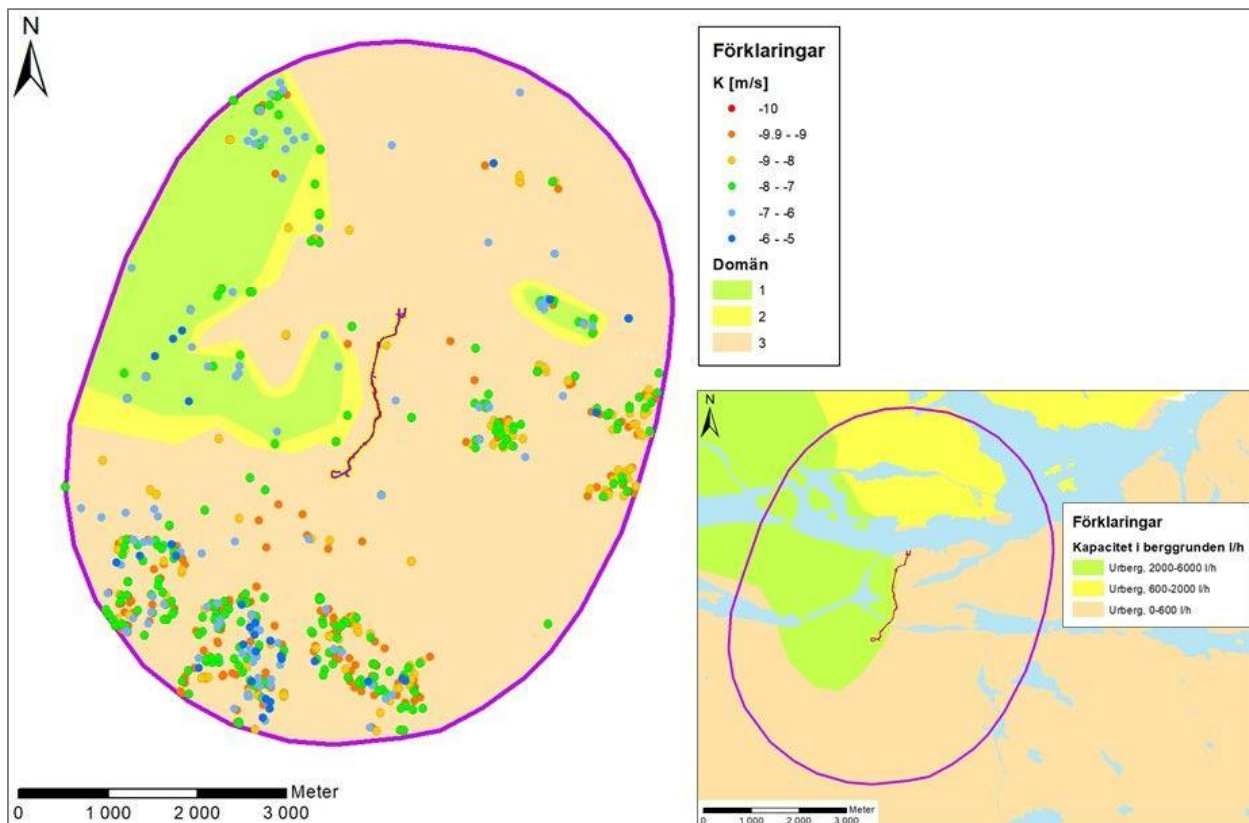 N
Förklaringar
K [m/s]
-10
-9.9 - -9
-9 - -8
-8 - -7
-7 - -6
-6 - -5
Domän
1
2
3
Meter
0 1 000 2 000 3 000
N
Förklaringar
Kapacitet i berggrunden l/h
Urberg, 2000-6000 l/h
Urberg, 600-2000 l/h
Urberg, 0-600 l/h
Meter
0 1 000 2 000 3 000